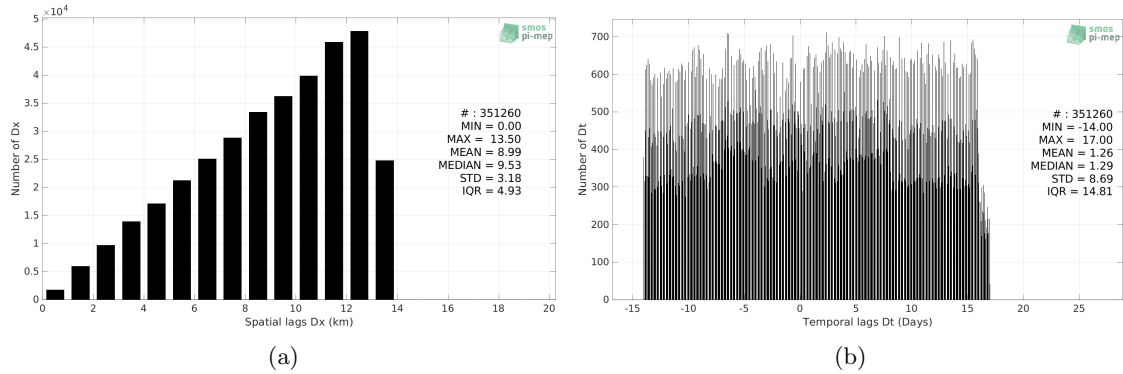 ×10^4
5
4.5
4
3.5
3
2.5
2
1.5
1
0.5
0
Number of Dx
0 2 4 6 8 10 12 14 16 18 20
Spatial lags Dx (km)
smos
pi-mep
# : 351260
MIN = 0.00
MAX = 13.50
MEAN = 8.99
MEDIAN = 9.53
STD = 3.18
IQR = 4.93
(a)
700
600
500
400
300
200
100
0
Number of Dt
-15 -10 -5 0 5 10 15 20 25
Temporal lags Dt (Days)
smos
pi-mep
# : 351260
MIN = -14.00
MAX = 17.00
MEAN = 1.26
MEDIAN = 1.29
STD = 8.69
IQR = 14.81
(b)